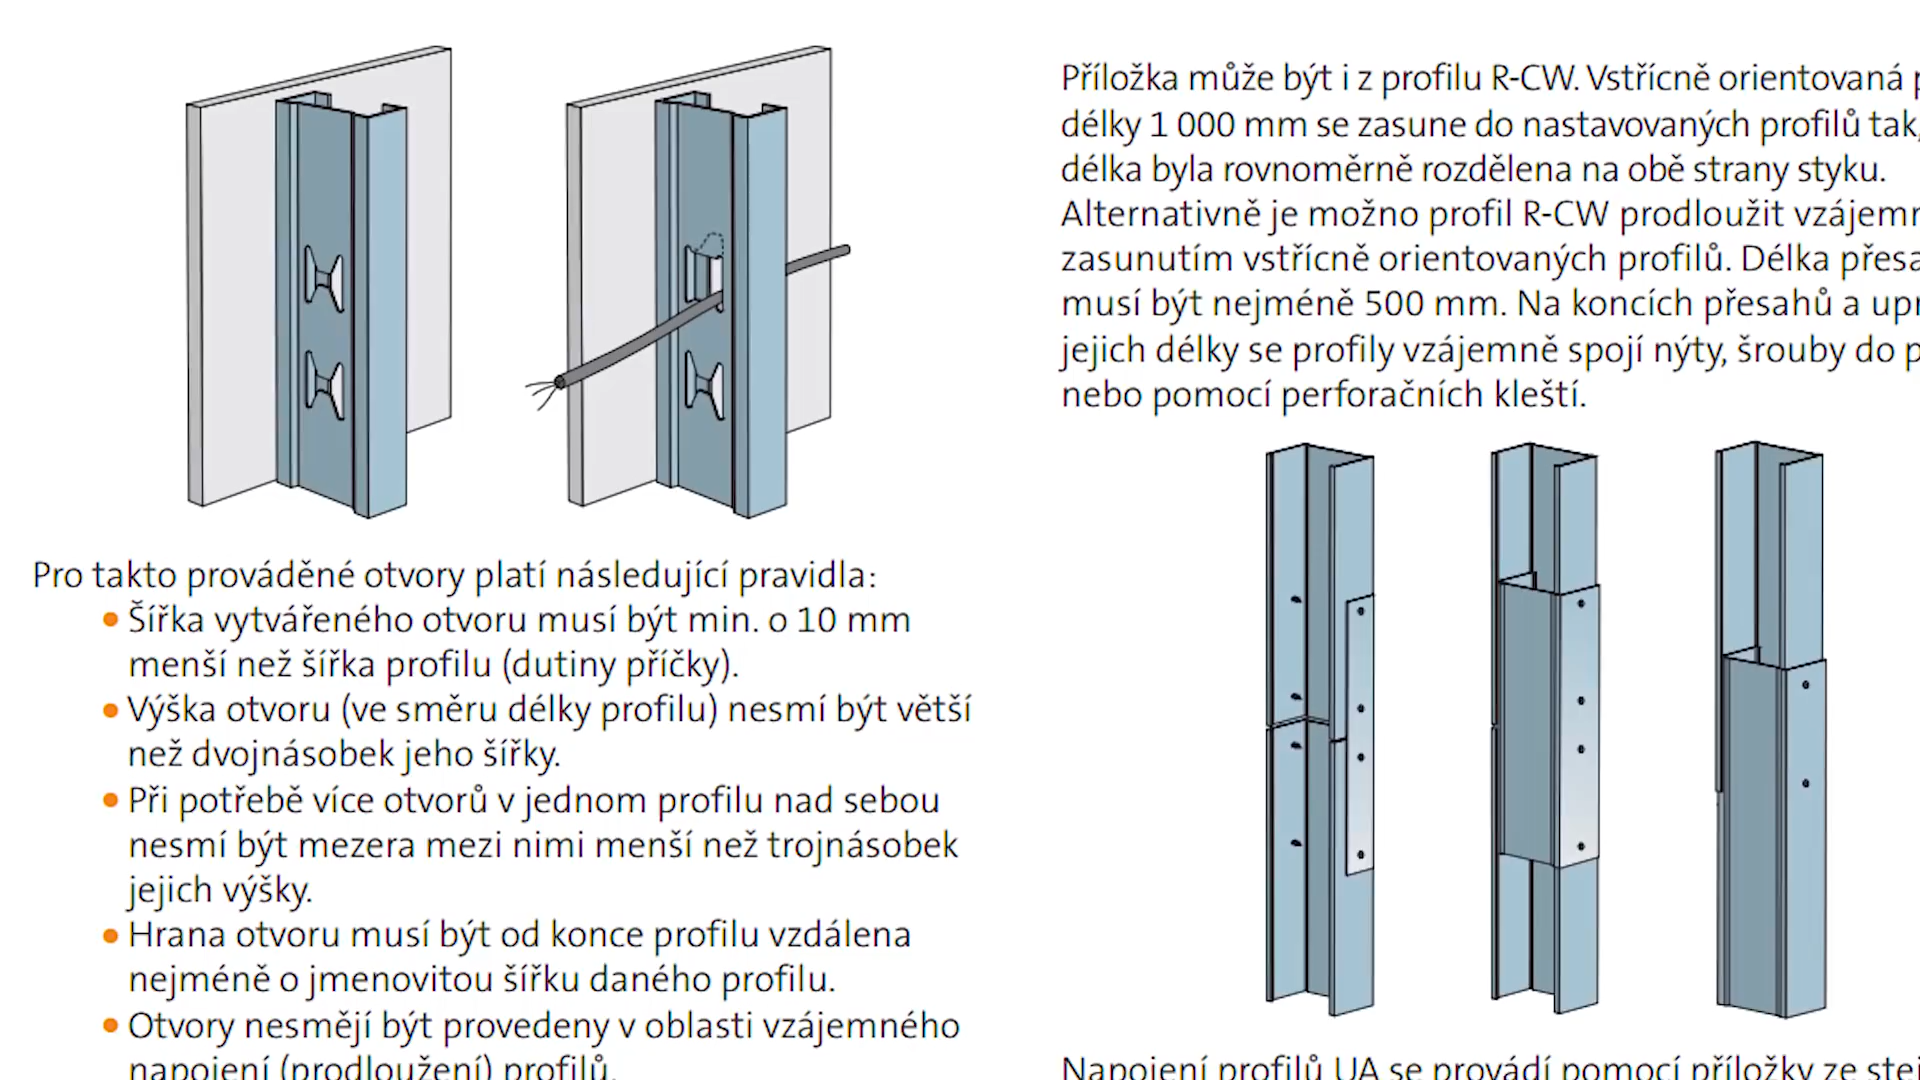 Pro takto prováděné otvory platí následující pravidla:
• Šířka vytvářeného otvoru musí být min. o 10 mm
menší než šířka profilu (dutiny příčky).
• Výška otvoru (ve směru délky profilu) nesmí být větší
než dvojnásobek jeho šířky.
• Při potřebě více otvorů v jednom profilu nad sebou
nesmí být mezera mezi nimi menší než trojnásobek
jejich výšky.
• Hrana otvoru musí být od konce profilu vzdálena
nejméně o jmenovitou šířku daného profilu.
• Otvory nesmějí být provedeny v oblasti vzájemného
napojení (prodloužení) profilů.
Příložka může být i z profilu R-CW. Vstřícně orientovaná
délky 1 000 mm se zasune do nastavovaných profilů tak,
délka byla rovnoměrně rozdělena na obě strany styku.
Alternativně je možno profil R-CW prodloužit
zasunutím vstřícně orientovaných profilů. Délka
musí být nejméně 500 mm. Na koncích přesahů a
jejich délky se profily vzájemně spojí nýty, šrouby do
nebo pomocí perforačních kleští.
Napojení profilů UA se provádí pomocí příložky ze